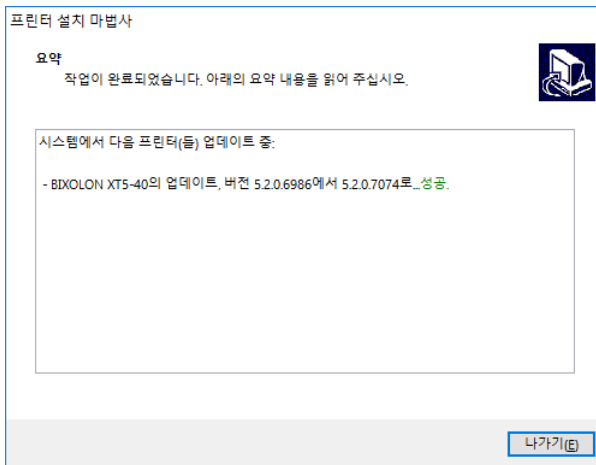 프린터 설치 마법사
요약
작업이 완료되었습니다. 아래의 요약 내용을 읽어 주십시오.
시스템에서 다음 프린터(들) 업데이트 중:
- BIXOLON XT5-40의 업데이트, 버전 5.2.0.6986에서 5.2.0.7074로...성공.
나가기(E)